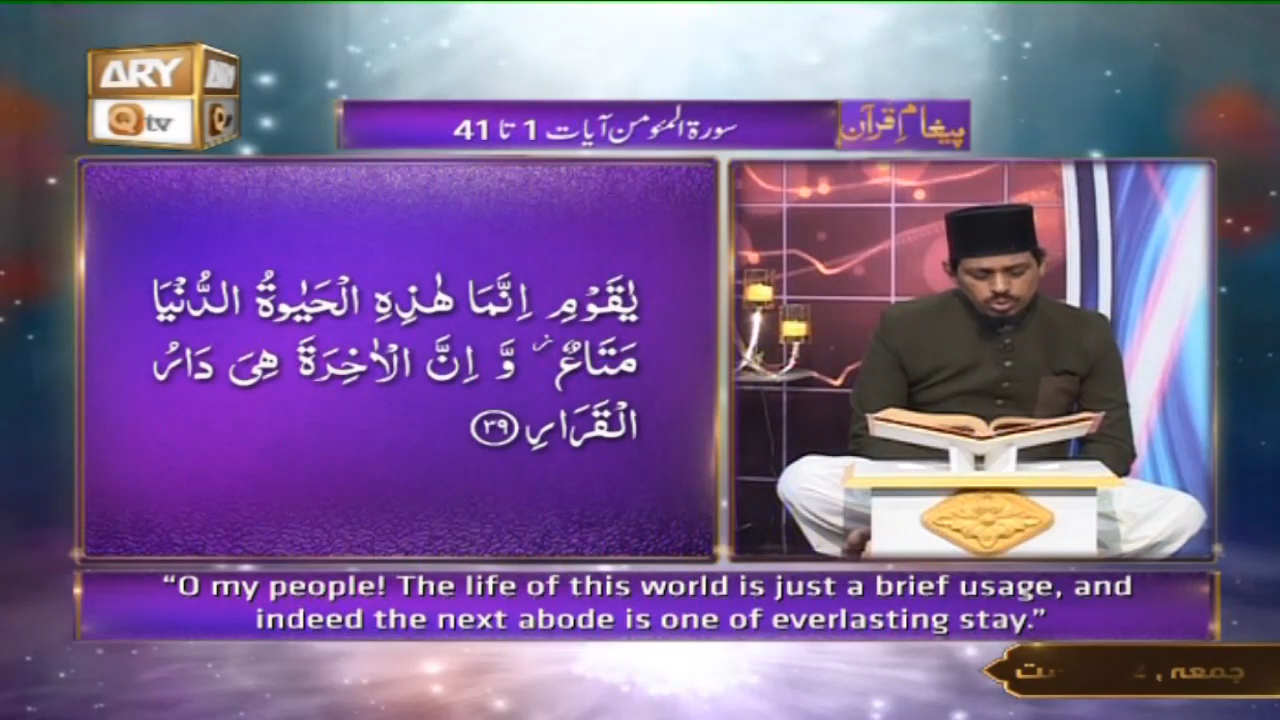 ARY
Qtv
سورۃ المؤمن آیات 1 تا 41
پیغامِ قرآن
يٰقَوْمِ اِنَّمَا هٰذِهِ الْحَيٰوةُ الدُّنْيَا
مَتَاعٌ ؗ وَّ اِنَّ الْاٰخِرَةَ هِىَ دَارُ
الْقَرَارِ ﴿۳۹﴾
“O my people! The life of this world is just a brief usage, and
indeed the next abode is one of everlasting stay.”
جمعہ